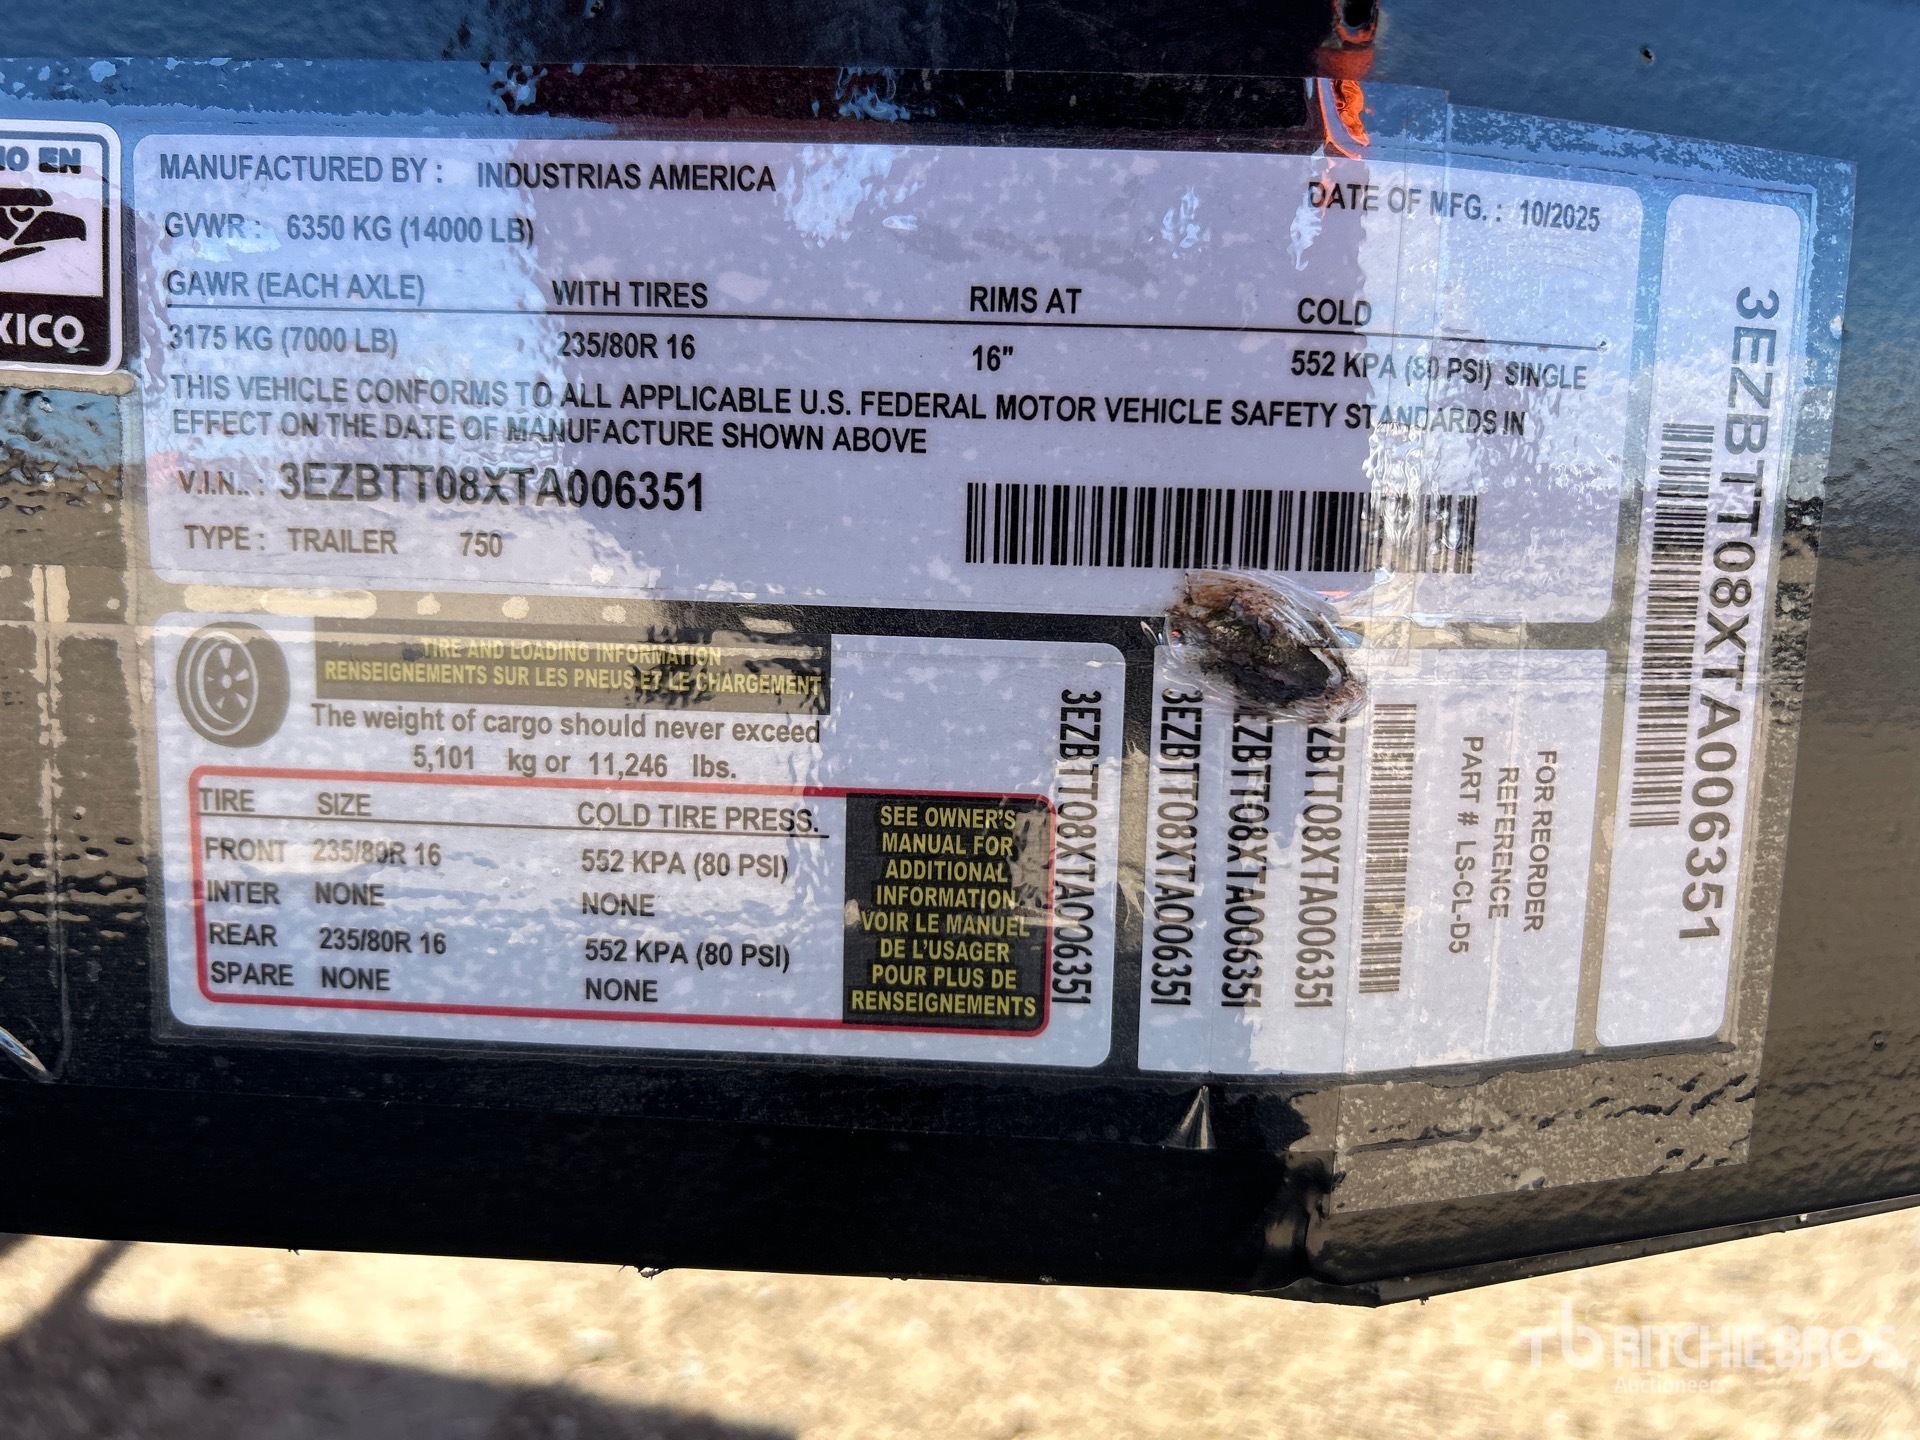 HO EN
XICO
MANUFACTURED BY : INDUSTRIAS AMERICA
DATE OF MFG. : 10/2025
GVWR : 6350 KG (14000 LB)
GAWR (EACH AXLE) WITH TIRES RIMS AT COLD
3175 KG (7000 LB) 235/80R 16 16" 552 KPA (80 PSI) SINGLE
THIS VEHICLE CONFORMS TO ALL APPLICABLE U.S. FEDERAL MOTOR VEHICLE SAFETY STANDARDS IN
EFFECT ON THE DATE OF MANUFACTURE SHOWN ABOVE
V.I.N.. : 3EZBTT08XTA006351
TYPE : TRAILER 750
3EZBTT08XTA006351
TIRE AND LOADING INFORMATION
RENSEIGNEMENTS SUR LES PNEUS ET LE CHARGEMENT
The weight of cargo should never exceed
5,101 kg or 11,246 lbs.
TIRE SIZE COLD TIRE PRESS.
FRONT 235/80R 16 552 KPA (80 PSI)
INTER NONE NONE
REAR 235/80R 16 552 KPA (80 PSI)
SPARE NONE NONE
SEE OWNER'S
MANUAL FOR
ADDITIONAL
INFORMATION
VOIR LE MANUEL
DE L'USAGER
POUR PLUS DE
RENSEIGNEMENTS
3EZBTT08XTA006351
3EZBTT08XTA006351
EZBTT08XTA006351
ZBTT08XTA006351
FOR REORDER
REFERENCE
PART # LS-CL-D5
RITCHIE BROS.
Auctioneers